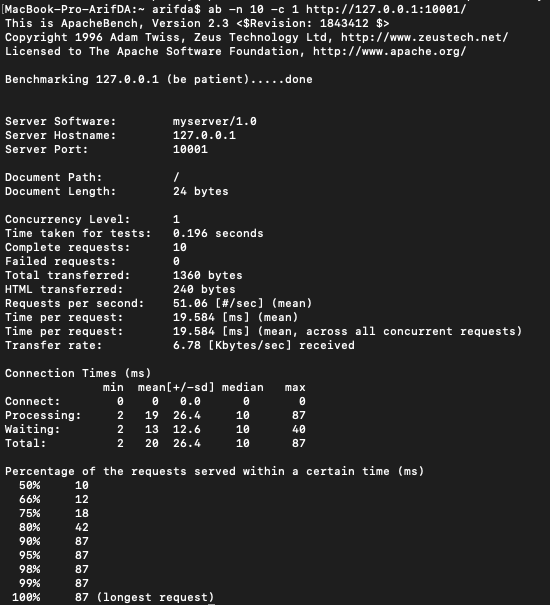 [MacBook-Pro-ArifDA:~ arifda$ ab -n 10 -c 1 http://127.0.0.1:10001/
This is ApacheBench, Version 2.3 <$Revision: 1843412 $>
Copyright 1996 Adam Twiss, Zeus Technology Ltd, http://www.zeustech.net/
Licensed to The Apache Software Foundation, http://www.apache.org/

Benchmarking 127.0.0.1 (be patient).....done


Server Software:        myserver/1.0
Server Hostname:        127.0.0.1
Server Port:            10001

Document Path:          /
Document Length:        24 bytes

Concurrency Level:      1
Time taken for tests:   0.196 seconds
Complete requests:      10
Failed requests:        0
Total transferred:      1360 bytes
HTML transferred:       240 bytes
Requests per second:    51.06 [#/sec] (mean)
Time per request:       19.584 [ms] (mean)
Time per request:       19.584 [ms] (mean, across all concurrent requests)
Transfer rate:          6.78 [Kbytes/sec] received

Connection Times (ms)
              min  mean[+/-sd] median   max
Connect:        0    0   0.0      0       0
Processing:     2   19  26.4     10      87
Waiting:        2   13  12.6     10      40
Total:          2   20  26.4     10      87

Percentage of the requests served within a certain time (ms)
  50%     10
  66%     12
  75%     18
  80%     42
  90%     87
  95%     87
  98%     87
  99%     87
 100%     87 (longest request)